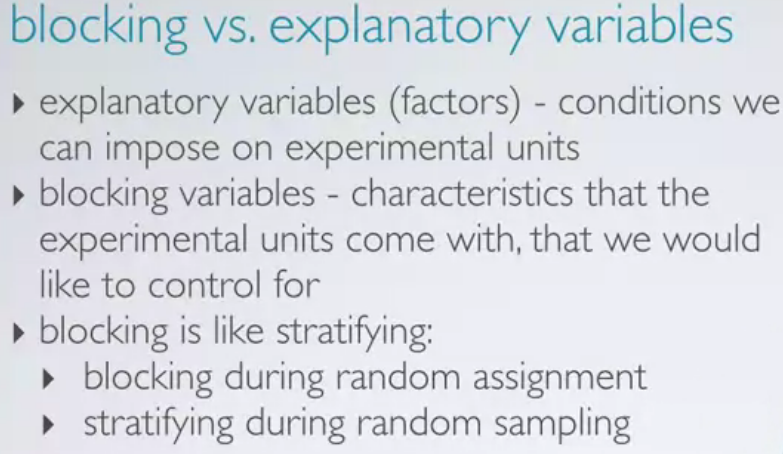 blocking vs. explanatory variables
▸ explanatory variables (factors) - conditions we
can impose on experimental units
▸ blocking variables - characteristics that the
experimental units come with, that we would
like to control for
▸ blocking is like stratifying:
▸ blocking during random assignment
▸ stratifying during random sampling